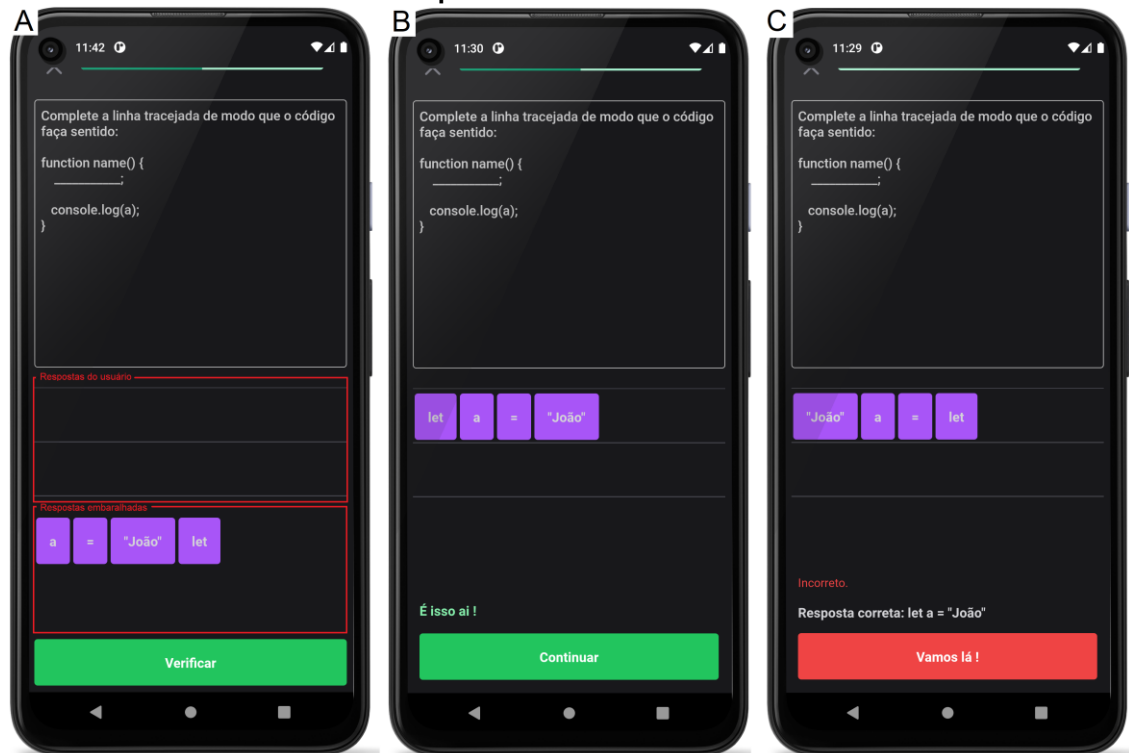 A
11:42
Complete a linha tracejada de modo que o código
faça sentido:
function name() {
__________;
console.log(a);
}
Respostas do usuário
Respostas embaralhadas
a
=
"João"
let
Verificar
B
11:30
Complete a linha tracejada de modo que o código
faça sentido:
function name() {
__________;
console.log(a);
}
let
a
=
"João"
É isso ai !
Continuar
C
11:29
Complete a linha tracejada de modo que o código
faça sentido:
function name() {
__________;
console.log(a);
}
"João"
a
=
let
Incorreto.
Resposta correta: let a = "João"
Vamos lá !